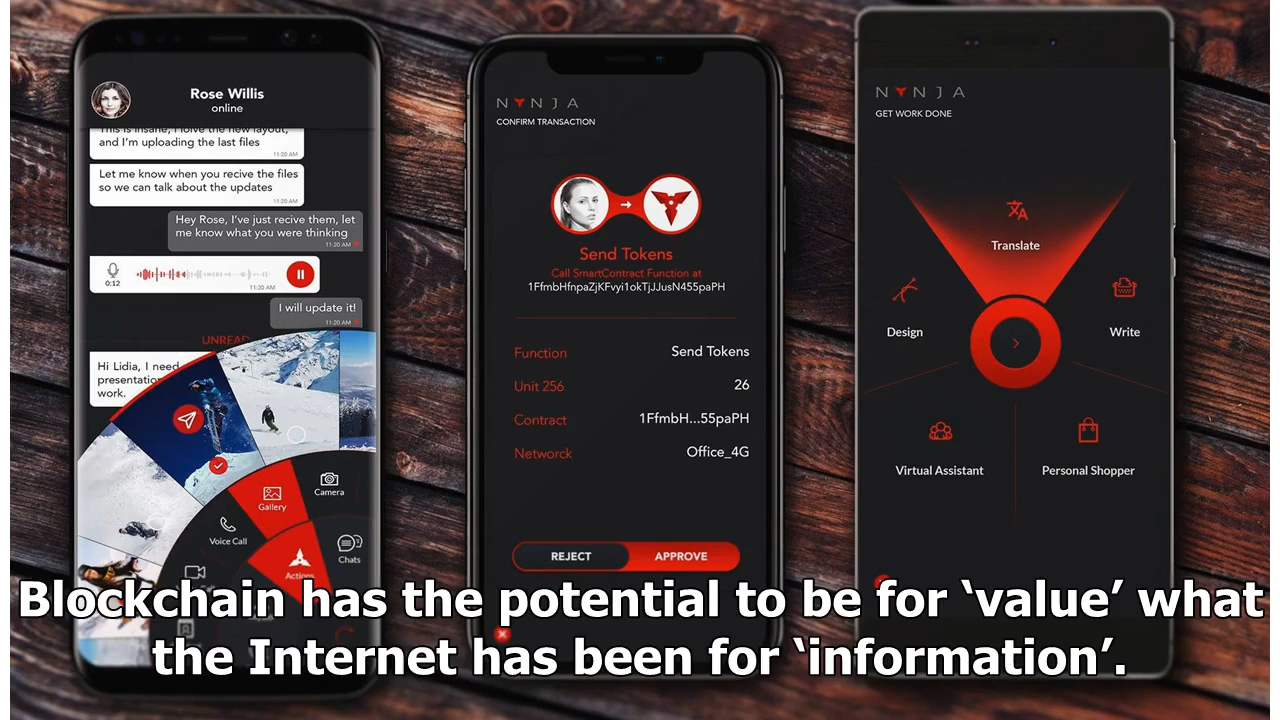 Rose Willis
online
This is insane, I lolve the new layout,
and I'm uploading the last files
11:20 AM
Let me know when you recive the files
so we can talk about the updates
11:20 AM
Hey Rose, I've just recive them, let
me know what you were thinking
11:20 AM
0:12
11:20 AM
I will update it!
11:20 AM
UNREAD
Hi Lidia, I need
presentation
work.
Camera
Gallery
Voice Call
Chats
Actions
NYNJA
CONFIRM TRANSACTION
Send Tokens
Call SmartContract Function at
1FfmbHfnpaZjKFvyi1okTjJJusN455paPH
Function Send Tokens
Unit 256 26
Contract 1FfmbH...55paPH
Networck Office_4G
REJECT APPROVE
NYNJA
GET WORK DONE
Translate
Design
Write
Virtual Assistant
Personal Shopper
Blockchain has the potential to be for ‘value’ what
the Internet has been for ‘information’.